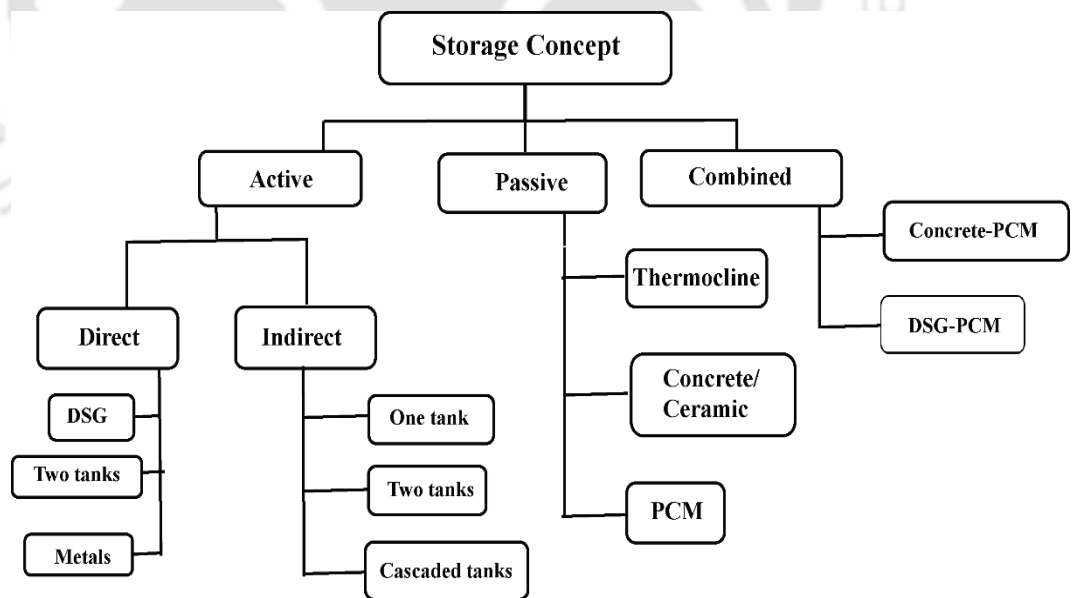 Storage Concept
Active
Passive
Combined
Direct
Indirect
DSG
Two tanks
Metals
One tank
Two tanks
Cascaded tanks
Thermocline
Concrete/
Ceramic
PCM
Concrete-PCM
DSG-PCM